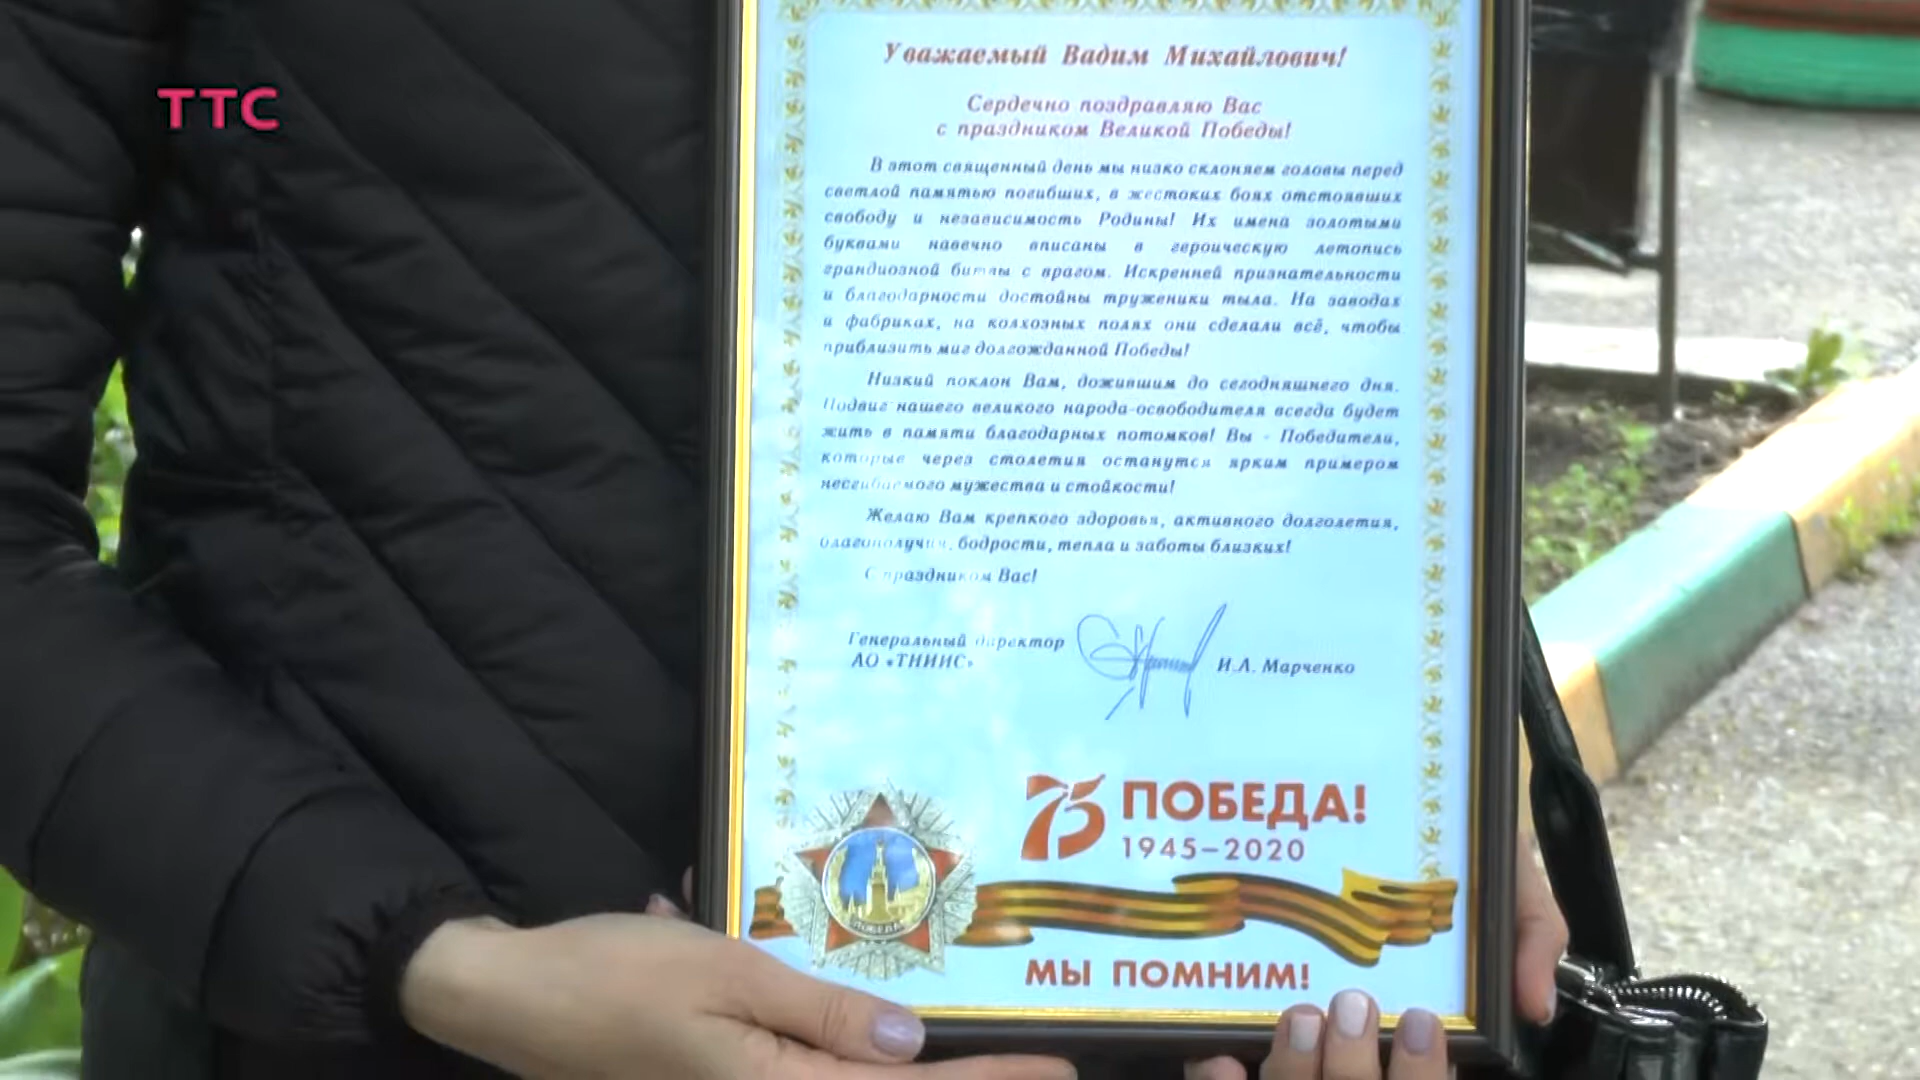 ТТС
Уважаемый Вадим Михайлович!
Сердечно поздравляю Вас
с праздником Великой Победы!
В этот священный день мы низко склоняем головы перед
светлой памятью погибших, в жестоких боях отстоявших
свободу и независимость Родины! Их имена золотыми
буквами навечно вписаны в героическую летопись
грандиозной битвы с врагом. Искренней признательности
и благодарности достойны труженики тыла. На заводах
и фабриках, на колхозных полях они сделали всё, чтобы
приблизить миг долгожданной Победы!
Низкий поклон Вам, дожившим до сегодняшнего дня.
Подвиг нашего великого народа-освободителя всегда будет
жить в памяти благодарных потомков! Вы - Победители,
которые через столетия останутся ярким примером
несгибаемого мужества и стойкости!
Желаю Вам крепкого здоровья, активного долголетия,
благополучия, бодрости, тепла и заботы близких!
С праздником Вас!
Генеральный директор
АО «ТИИИС»
И.А. Марченко
75 ПОБЕДА!
1945–2020
ПОБЕДА
МЫ ПОМНИМ!